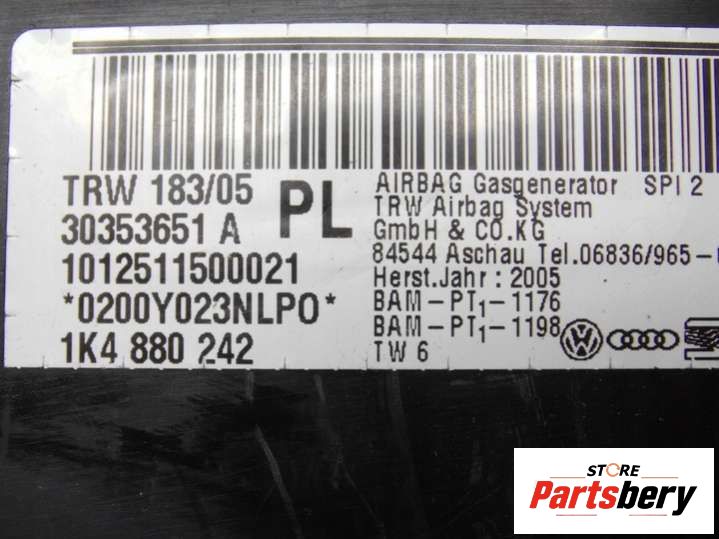 TRW 183/05
30353651 A
1012511500021
*0200Y023NLPO*
1K4 880 242
PL
AIRBAG Gasgenerator SPI 2
TRW Airbag System
GmbH & CO.KG
84544 Aschau Tel.06836/965-
Herst.Jahr : 2005
BAM-PT1-1176
BAM-PT1-1198
TW 6
STORE
Partsbery